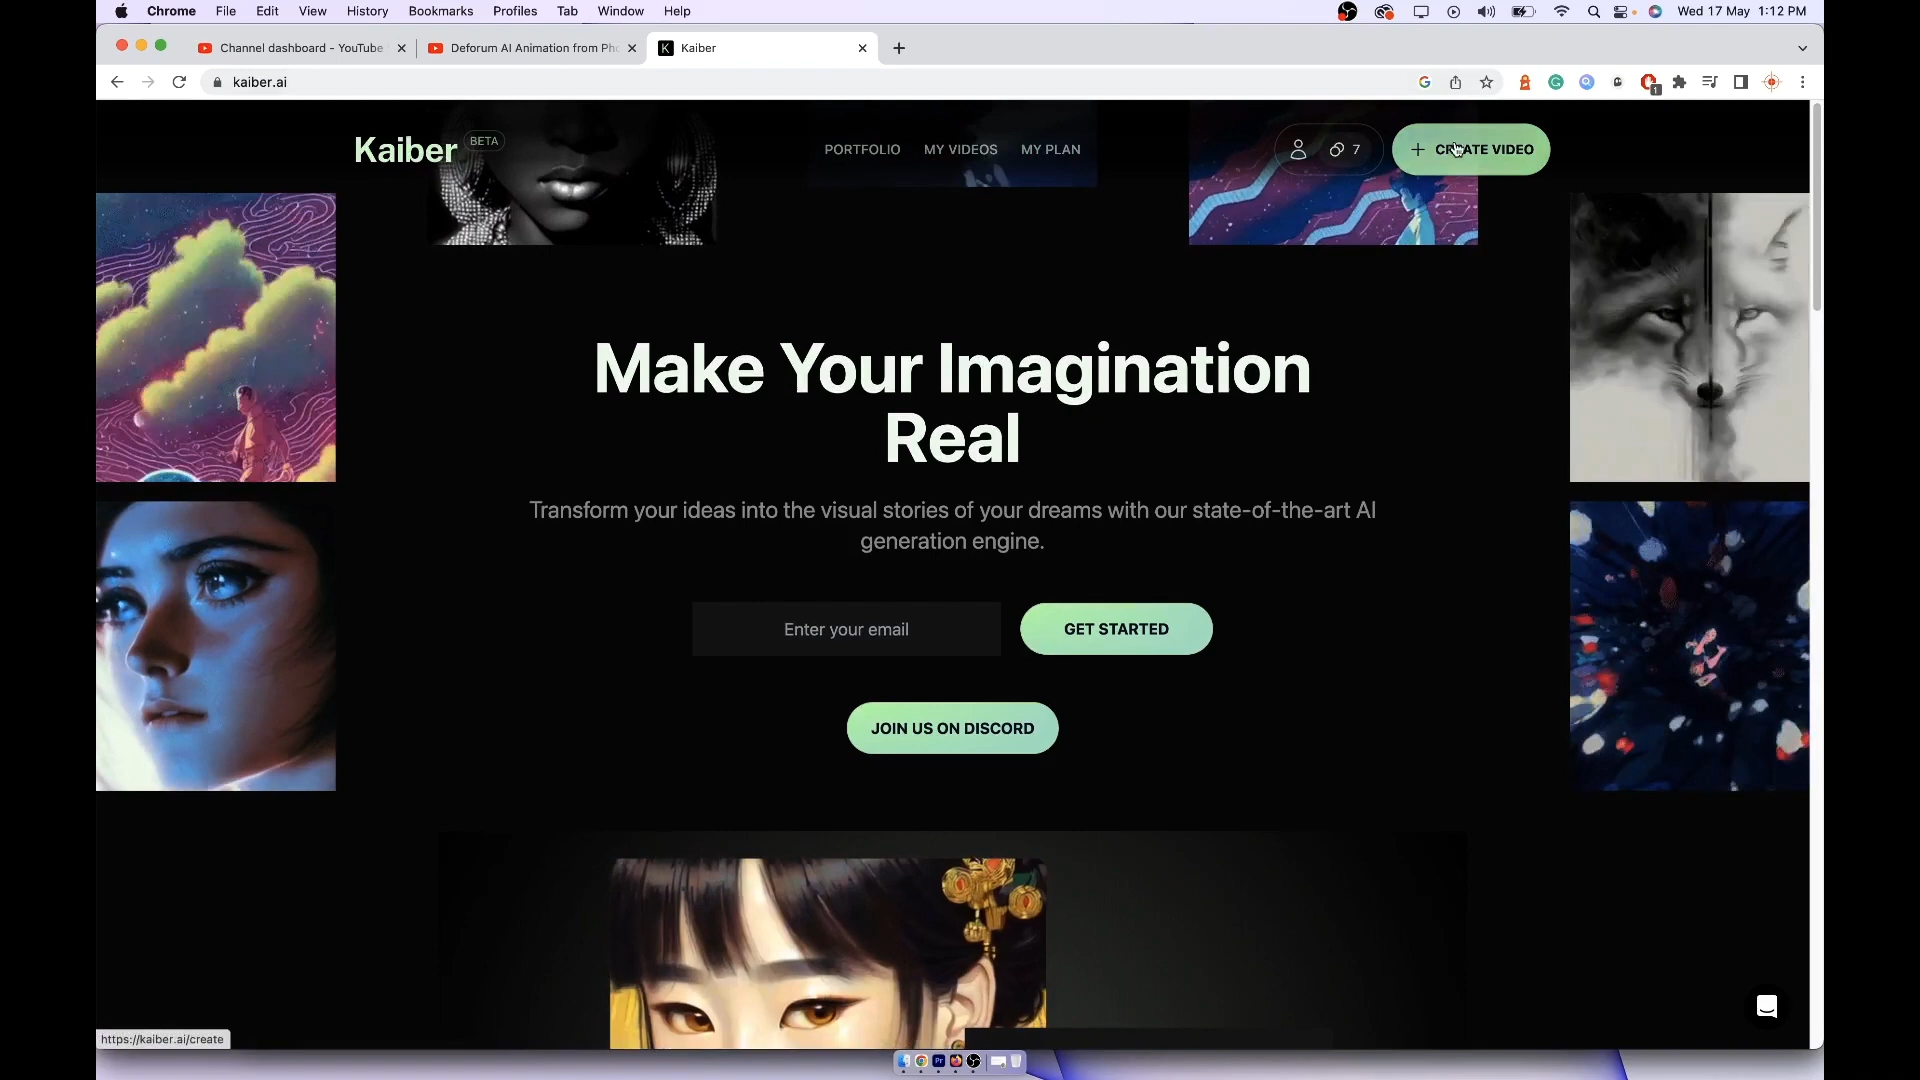 Chrome File Edit View History Bookmarks Profiles Tab Window Help Wed 17 May 1:12 PM
Channel dashboard - YouTube Deforum AI Animation from Pho Kaiber
kaiber.ai
1
Kaiber BETA PORTFOLIO MY VIDEOS MY PLAN 7 + CREATE VIDEO
Make Your Imagination
Real
Transform your ideas into the visual stories of your dreams with our state-of-the-art AI
generation engine.
Enter your email GET STARTED
JOIN US ON DISCORD
https://kaiber.ai/create
Pr